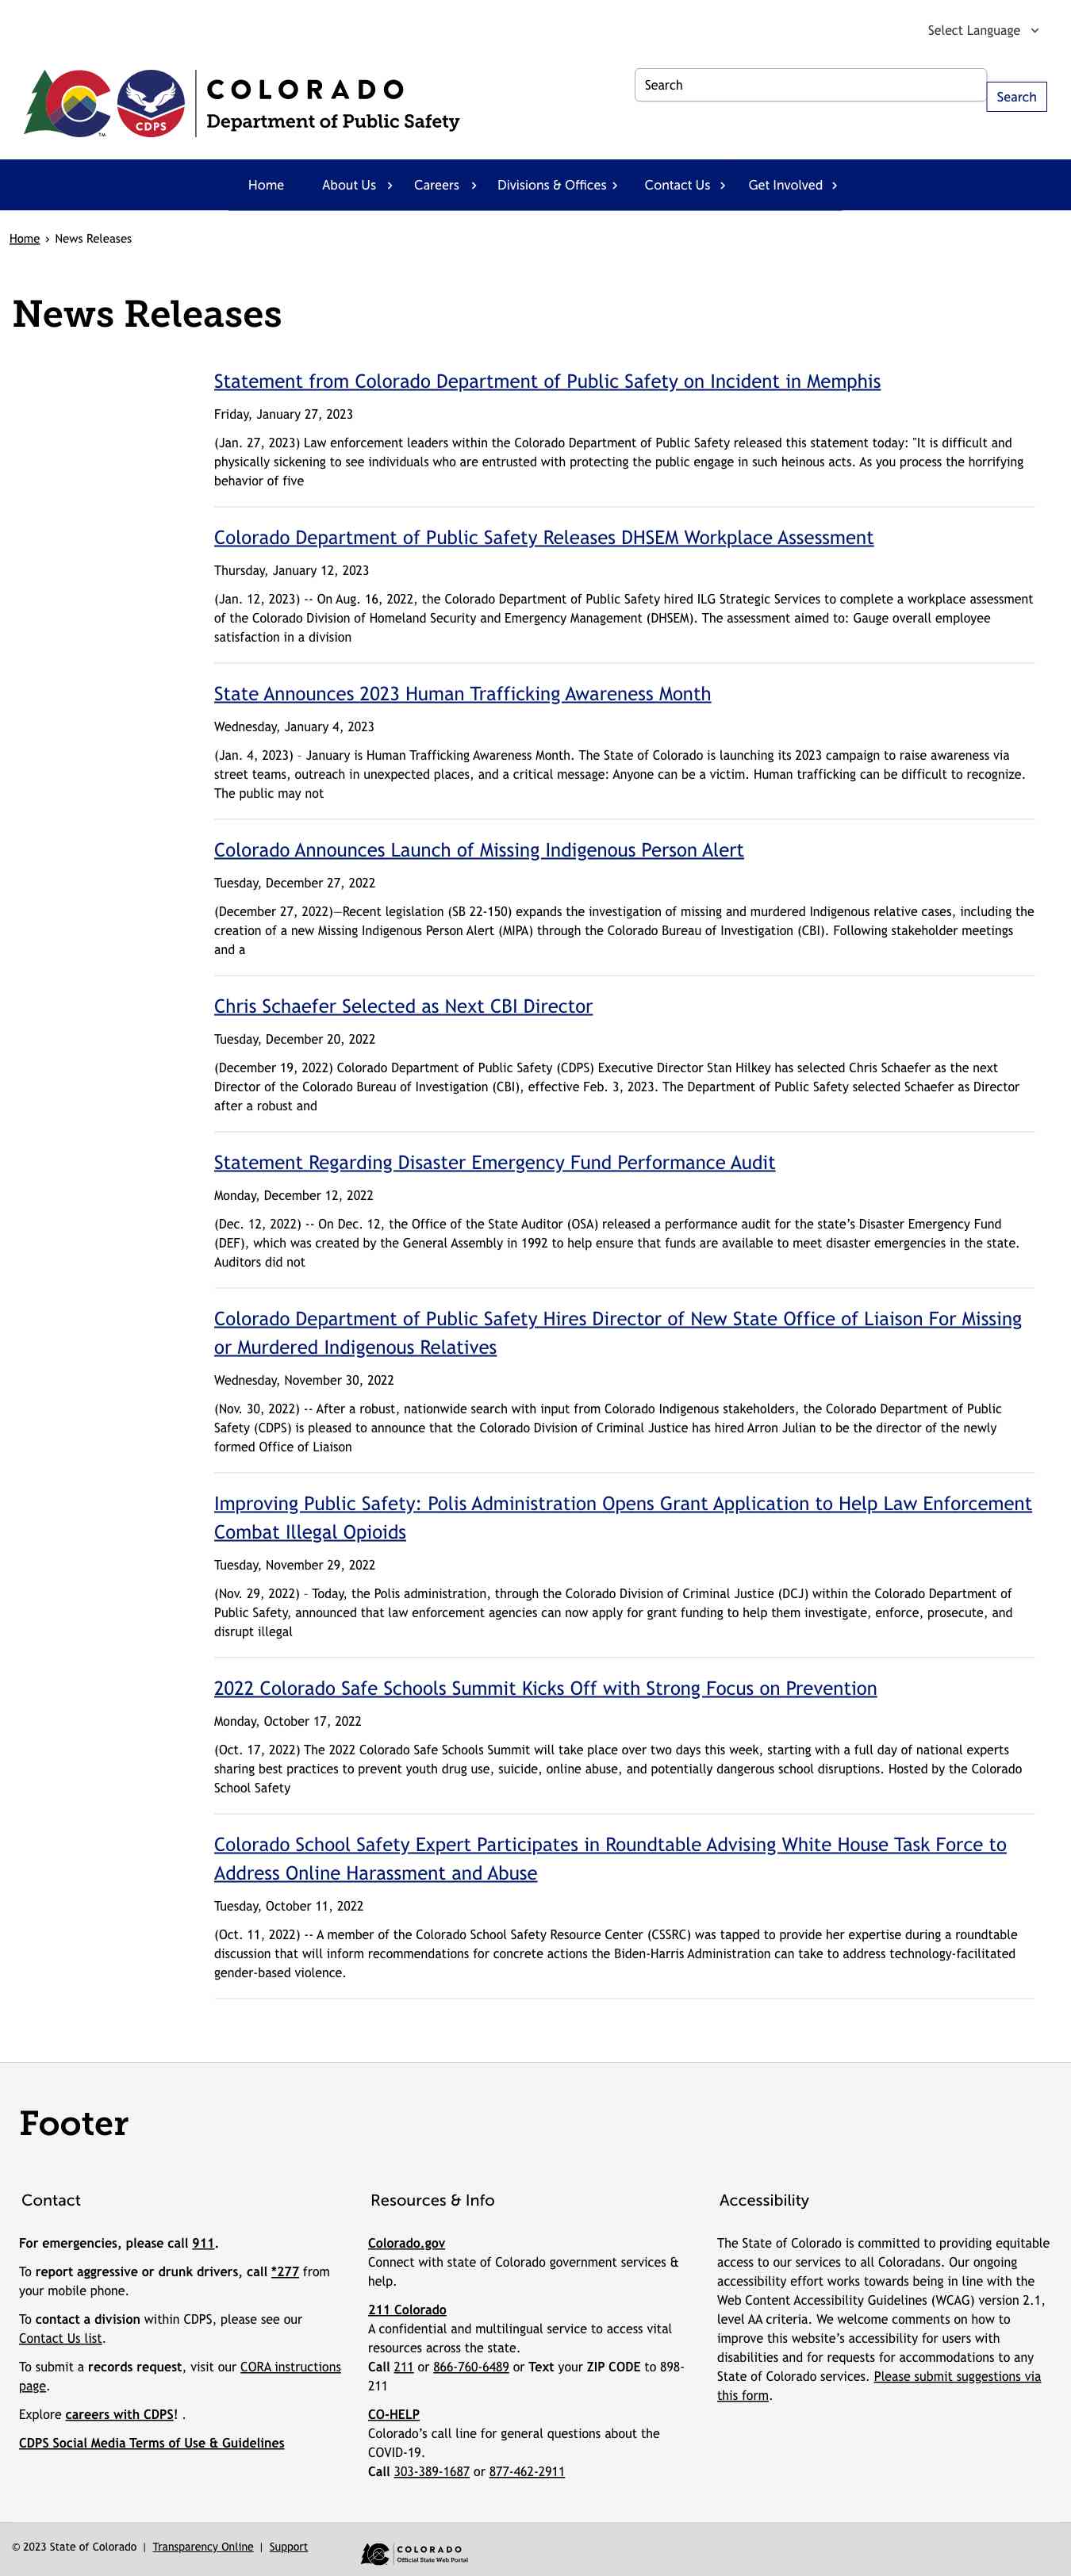 Select Language
COLORADO
Department of Public Safety
CDPS
TM
Search
Search
Home
About Us
Careers
Divisions & Offices
Contact Us
Get Involved
Home › News Releases
News Releases
Statement from Colorado Department of Public Safety on Incident in Memphis
Friday, January 27, 2023
(Jan. 27, 2023) Law enforcement leaders within the Colorado Department of Public Safety released this statement today: "It is difficult and
physically sickening to see individuals who are entrusted with protecting the public engage in such heinous acts. As you process the horrifying
behavior of five
Colorado Department of Public Safety Releases DHSEM Workplace Assessment
Thursday, January 12, 2023
(Jan. 12, 2023) -- On Aug. 16, 2022, the Colorado Department of Public Safety hired ILG Strategic Services to complete a workplace assessment
of the Colorado Division of Homeland Security and Emergency Management (DHSEM). The assessment aimed to: Gauge overall employee
satisfaction in a division
State Announces 2023 Human Trafficking Awareness Month
Wednesday, January 4, 2023
(Jan. 4, 2023) – January is Human Trafficking Awareness Month. The State of Colorado is launching its 2023 campaign to raise awareness via
street teams, outreach in unexpected places, and a critical message: Anyone can be a victim. Human trafficking can be difficult to recognize.
The public may not
Colorado Announces Launch of Missing Indigenous Person Alert
Tuesday, December 27, 2022
(December 27, 2022)—Recent legislation (SB 22-150) expands the investigation of missing and murdered Indigenous relative cases, including the
creation of a new Missing Indigenous Person Alert (MIPA) through the Colorado Bureau of Investigation (CBI). Following stakeholder meetings
and a
Chris Schaefer Selected as Next CBI Director
Tuesday, December 20, 2022
(December 19, 2022) Colorado Department of Public Safety (CDPS) Executive Director Stan Hilkey has selected Chris Schaefer as the next
Director of the Colorado Bureau of Investigation (CBI), effective Feb. 3, 2023. The Department of Public Safety selected Schaefer as Director
after a robust and
Statement Regarding Disaster Emergency Fund Performance Audit
Monday, December 12, 2022
(Dec. 12, 2022) -- On Dec. 12, the Office of the State Auditor (OSA) released a performance audit for the state’s Disaster Emergency Fund
(DEF), which was created by the General Assembly in 1992 to help ensure that funds are available to meet disaster emergencies in the state.
Auditors did not
Colorado Department of Public Safety Hires Director of New State Office of Liaison For Missing
or Murdered Indigenous Relatives
Wednesday, November 30, 2022
(Nov. 30, 2022) -- After a robust, nationwide search with input from Colorado Indigenous stakeholders, the Colorado Department of Public
Safety (CDPS) is pleased to announce that the Colorado Division of Criminal Justice has hired Arron Julian to be the director of the newly
formed Office of Liaison
Improving Public Safety: Polis Administration Opens Grant Application to Help Law Enforcement
Combat Illegal Opioids
Tuesday, November 29, 2022
(Nov. 29, 2022) – Today, the Polis administration, through the Colorado Division of Criminal Justice (DCJ) within the Colorado Department of
Public Safety, announced that law enforcement agencies can now apply for grant funding to help them investigate, enforce, prosecute, and
disrupt illegal
2022 Colorado Safe Schools Summit Kicks Off with Strong Focus on Prevention
Monday, October 17, 2022
(Oct. 17, 2022) The 2022 Colorado Safe Schools Summit will take place over two days this week, starting with a full day of national experts
sharing best practices to prevent youth drug use, suicide, online abuse, and potentially dangerous school disruptions. Hosted by the Colorado
School Safety
Colorado School Safety Expert Participates in Roundtable Advising White House Task Force to
Address Online Harassment and Abuse
Tuesday, October 11, 2022
(Oct. 11, 2022) -- A member of the Colorado School Safety Resource Center (CSSRC) was tapped to provide her expertise during a roundtable
discussion that will inform recommendations for concrete actions the Biden-Harris Administration can take to address technology-facilitated
gender-based violence.
Footer
Contact
For emergencies, please call 911.
To report aggressive or drunk drivers, call *277 from
your mobile phone.
To contact a division within CDPS, please see our
Contact Us list.
To submit a records request, visit our CORA instructions
page.
Explore careers with CDPS! .
CDPS Social Media Terms of Use & Guidelines
Resources & Info
Colorado.gov
Connect with state of Colorado government services &
help.
211 Colorado
A confidential and multilingual service to access vital
resources across the state.
Call 211 or 866-760-6489 or Text your ZIP CODE to 898-
211
CO-HELP
Colorado’s call line for general questions about the
COVID-19.
Call 303-389-1687 or 877-462-2911
Accessibility
The State of Colorado is committed to providing equitable
access to our services to all Coloradans. Our ongoing
accessibility effort works towards being in line with the
Web Content Accessibility Guidelines (WCAG) version 2.1,
level AA criteria. We welcome comments on how to
improve this website’s accessibility for users with
disabilities and for requests for accommodations to any
State of Colorado services. Please submit suggestions via
this form.
© 2023 State of Colorado | Transparency Online | Support
COLORADO
Official State Web Portal